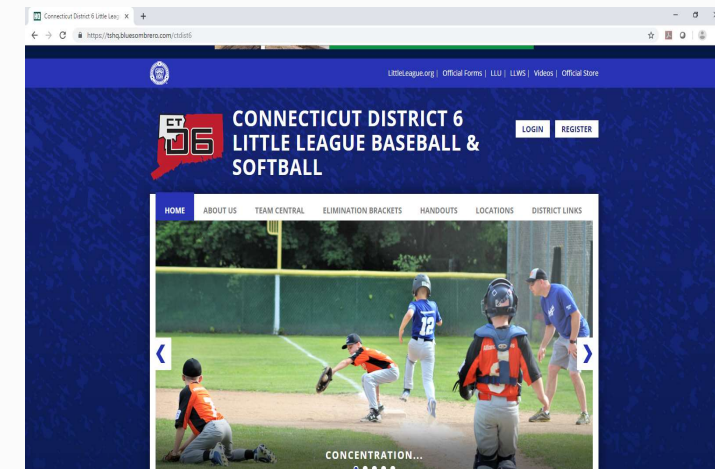 Connecticut District 6 Little Leag
https://tshq.bluesombrero.com/ctdist6
LittleLeague.org | Official Forms | LLU | LLWS | Videos | Official Store
CT
D6
CONNECTICUT DISTRICT 6
LITTLE LEAGUE BASEBALL &
SOFTBALL
LOGIN REGISTER
HOME ABOUT US TEAM CENTRAL ELIMINATION BRACKETS HANDOUTS LOCATIONS DISTRICT LINKS
12
CONCENTRATION...